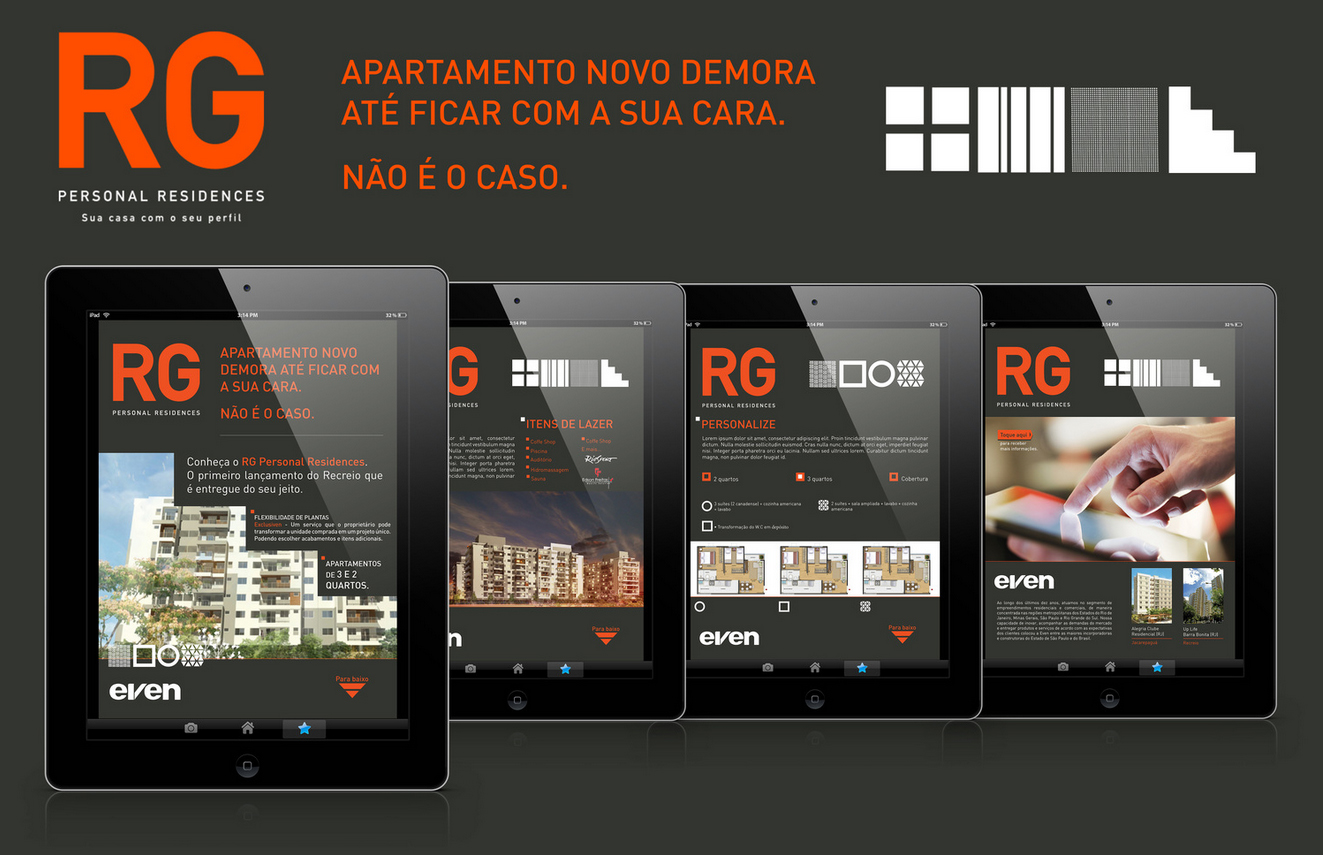 RG
PERSONAL RESIDENCES
Sua casa com o seu perfil
APARTAMENTO NOVO DEMORA
ATÉ FICAR COM A SUA CARA.
NÃO É O CASO.
iPad
3:14 PM
32%
RG
PERSONAL RESIDENCES
APARTAMENTO NOVO
DEMORA ATÉ FICAR COM
A SUA CARA.
NÃO É O CASO.
Conheça o RG Personal Residences.
O primeiro lançamento do Recreio que
é entregue do seu jeito.
FLEXIBILIDADE DE PLANTAS
Exclusivem - Um serviço que o proprietário pode
transformar a unidade comprada em um projeto único.
Podendo escolher acabamentos e itens adicionais.
APARTAMENTOS
DE 3 E 2
QUARTOS.
even
Para baixo
3:14 PM
32%
G
SIDENCES
ITENS DE LAZER
or sit amet, consectetur
tincidunt vestibulum magna
Nulla molestie sollicitudin
a nunc, dictum at orci eget,
nisi. Integer porta pharetra
llentum sed ultrices lorem.
ncidunt magna, non pulvinar
Coffe Shop
Piscina
Auditório
Hidromassagem
Sauna
Coffe Shop
E mais...
n
Para baixo
3:14 PM
32%
RG
PERSONAL RESIDENCES
PERSONALIZE
Lorem ipsum dolor sit amet, consectetur adipiscing elit. Proin tincidunt vestibulum magna pulvinar
dictum. Nulla molestie sollicitudin dictum. Cras nulla nunc, dictum at orci eget, imperdiet feugiat
nisi. Integer porta pharetra orci eu lacinia. Nullam sed ultrices lorem. Curabitur dictum tincidunt
magna, non pulvinar dolor feugiat id.
2 quartos
3 quartos
Cobertura
2 suítes (2 canadense) + cozinha americana
+ lavabo
2 suítes + sala ampliada + lavabo + cozinha
americana
+ Transformação do W.C em depósito
even
Para baixo
3:14 PM
32%
RG
PERSONAL RESIDENCES
Toque aqui !
para receber
mais informações.
even
Ao longo dos últimos dez anos, atuamos no segmento de
empreendimentos residenciais e comerciais, de maneira
concentrada nas regiões metropolitanas dos Estados do Rio de
Janeiro, Minas Gerais, São Paulo e Rio Grande do Sul. Nossa
capacidade de inovar, acompanhar as demandas do mercado
e entregar produtos e serviços de acordo com as expectativas
dos clientes colocou a Even entre as maiores incorporadoras
e construtoras do Estado de São Paulo e do Brasil.
Alegria Clube
Residencial (RJ)
Jacarepaguá
Up Life
Barra Bonita (RJ)
Recreio